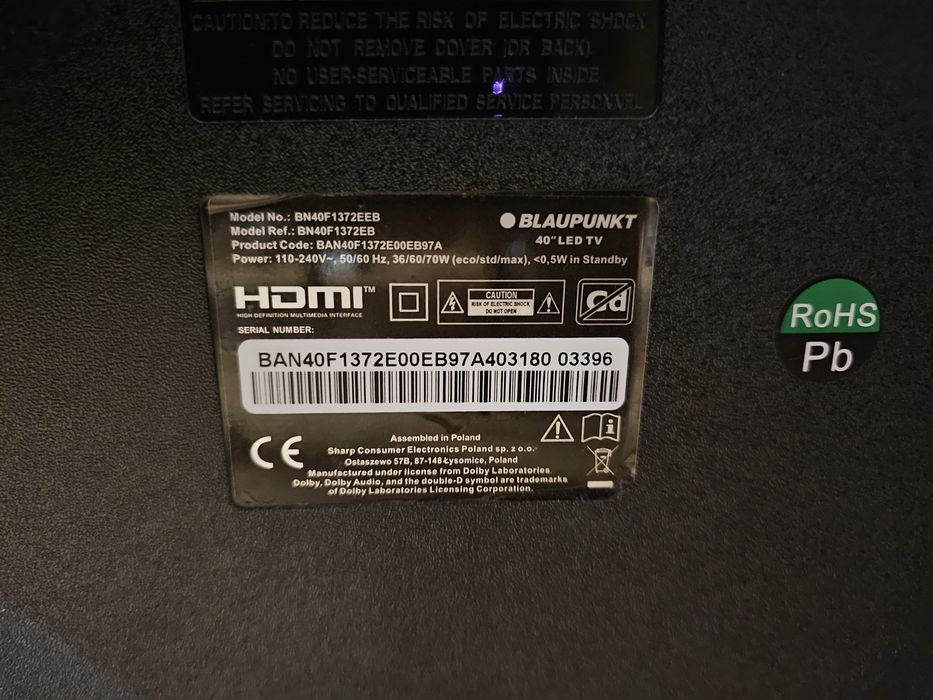 CAUTION:TO REDUCE THE RISK OF ELECTRIC SHOCK
DO NOT REMOVE COVER (OR BACK).
NO USER-SERVICEABLE PARTS INSIDE.
REFER SERVICING TO QUALIFIED SERVICE PERSONNEL
Model No.: BN40F1372EEB
Model Ref.: BN40F1372EB
Product Code: BAN40F1372E00EB97A
Power: 110-240V~, 50/60 Hz, 36/60/70W (eco/std/max), <0,5W in Standby
BLAUPUNKT
40" LED TV
HDMI™
HIGH-DEFINITION MULTIMEDIA INTERFACE
CAUTION
RISK OF ELECTRIC SHOCK
DO NOT OPEN
Cd
SERIAL NUMBER:
BAN40F1372E00EB97A403180 03396
CE
Assembled in Poland
Sharp Consumer Electronics Poland sp. z o.o.
Ostaszewo 57B, 87-148 Łysomice, Poland
Manufactured under license from Dolby Laboratories.
Dolby, Dolby Audio, and the double-D symbol are trademarks
of Dolby Laboratories Licensing Corporation.
RoHS
Pb